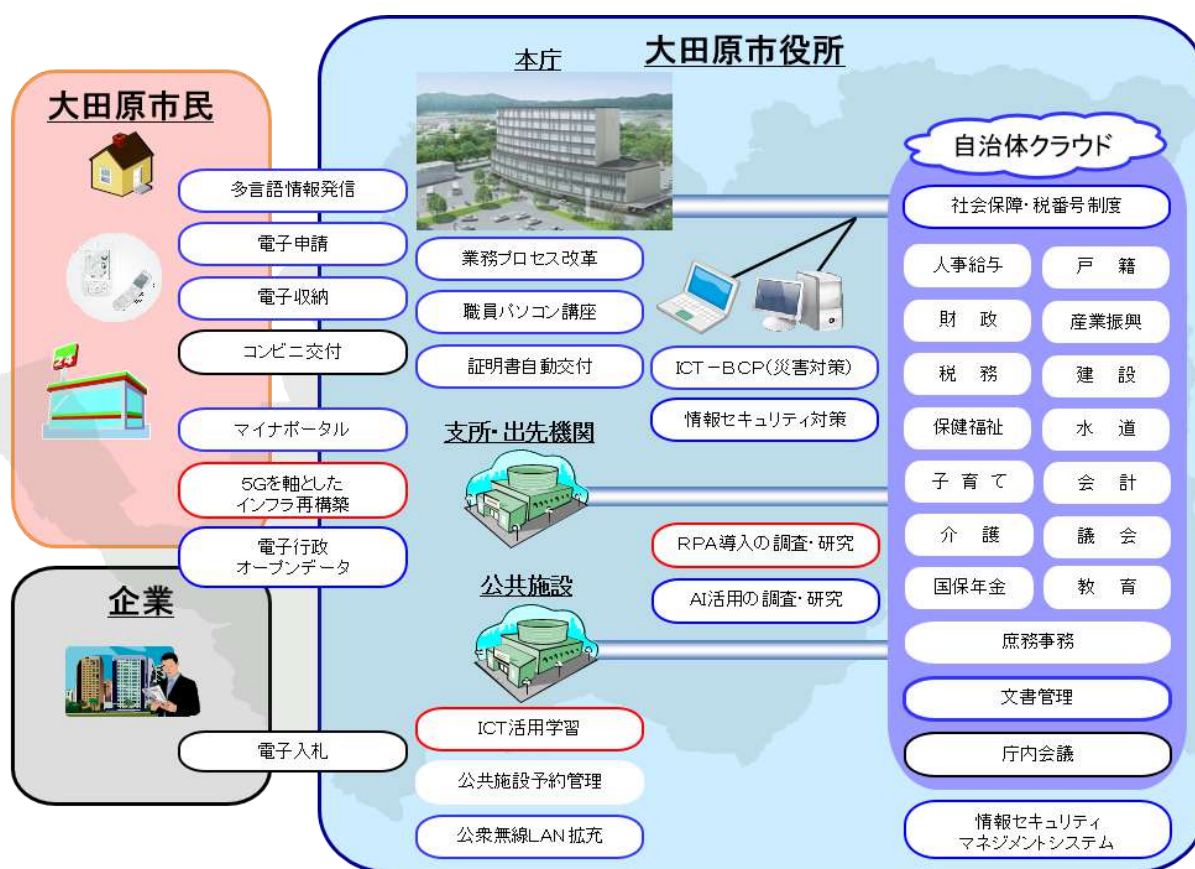 大田原市役所
本庁
大田原市民
自治体クラウド
多言語情報発信
電子申請
電子収納
コンビニ交付
マイナポータル
5Gを軸とした
インフラ再構築
電子行政
オープンデータ
企業
電子入札
業務プロセス改革
職員パソコン講座
証明書自動交付
ICT－BCP(災害対策)
情報セキュリティ対策
支所・出先機関
RPA導入の調査・研究
AI活用の調査・研究
公共施設
ICT活用学習
公共施設予約管理
公衆無線LAN拡充
社会保障・税番号制度
人事給与
戸　籍
財　政
産業振興
税　務
建　設
保健福祉
水　道
子 育 て
会　計
介　護
議　会
国保年金
教　育
庶務事務
文書管理
庁内会議
情報セキュリティ
マネジメントシステム